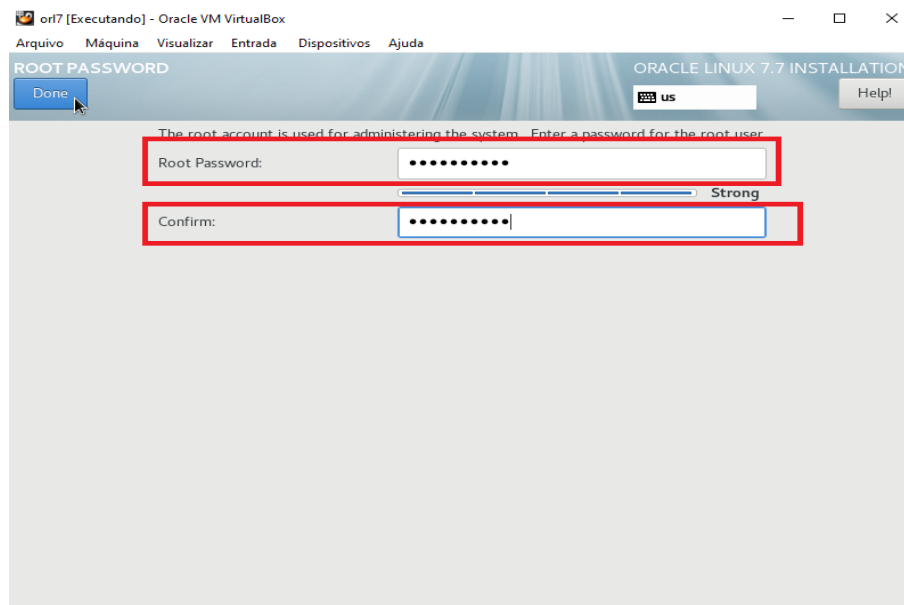 orl7 [Executando] - Oracle VM VirtualBox
Arquivo Máquina Visualizar Entrada Dispositivos Ajuda
ROOT PASSWORD ORACLE LINUX 7.7 INSTALLATION
Done us Help!
The root account is used for administering the system. Enter a password for the root user.
Root Password: ••••••••••
Strong
Confirm: ••••••••••